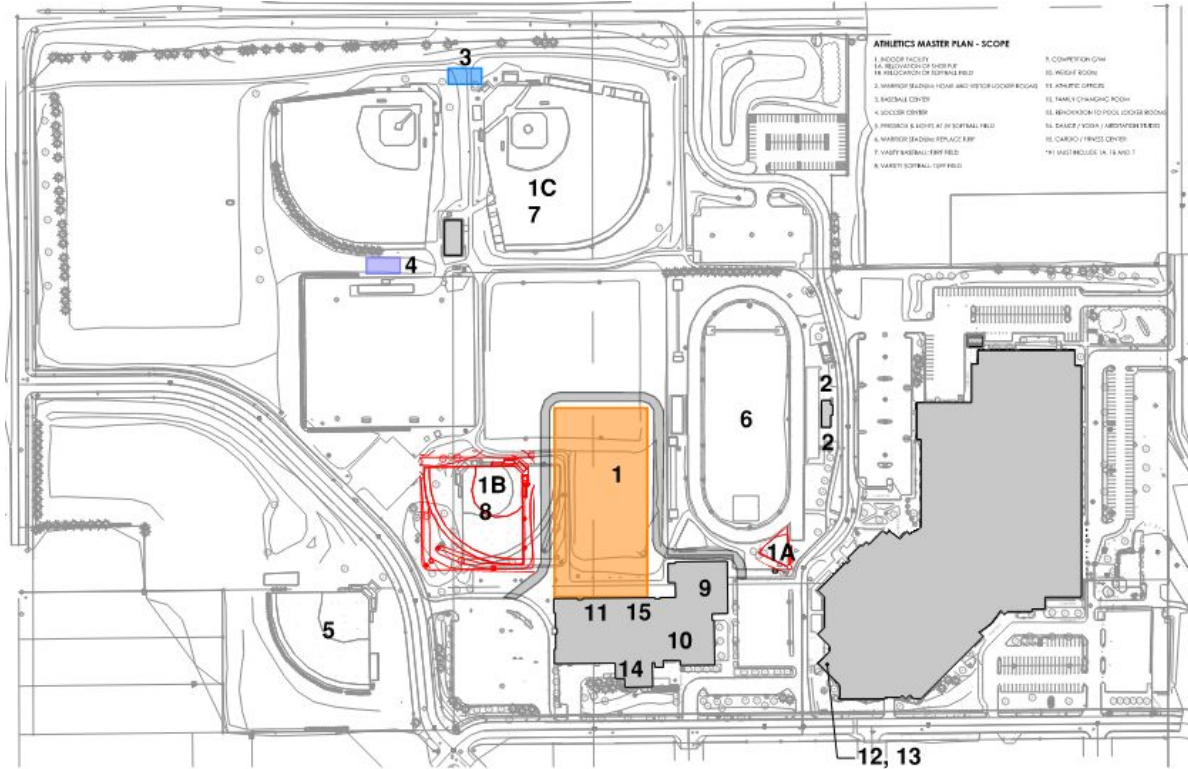 ATHLETICS MASTER PLAN - SCOPE
1. INDOOR FACILITY
1A. RELOCATION OF SHOT PUT
1B. RELOCATION OF SOFTBALL FIELD
2. WARRIOR STADIUM: HOME AND VISITOR LOCKER ROOMS
3. BASEBALL CENTER
4. SOCCER CENTER
5. PRESSBOX & LIGHTS AT JV SOFTBALL FIELD
6. WARRIOR STADIUM: REPLACE TURF
7. VARSITY BASEBALL: TURF FIELD
8. VARSITY SOFTBALL: TURF FIELD
9. COMPETITION GYM
10. WEIGHT ROOM
11. ATHLETIC OFFICES
12. FAMILY CHANGING ROOM
13. RENOVATION TO POOL LOCKER ROOMS
14. DANCE / YOGA / MEDITATION STUDIO
15. CARDIO / FITNESS CENTER
*#1 MUST INCLUDE 1A, 1B AND 7
3
1C
7
4
2
6
2
1
1B
8
1A
9
11
15
5
10
14
12, 13